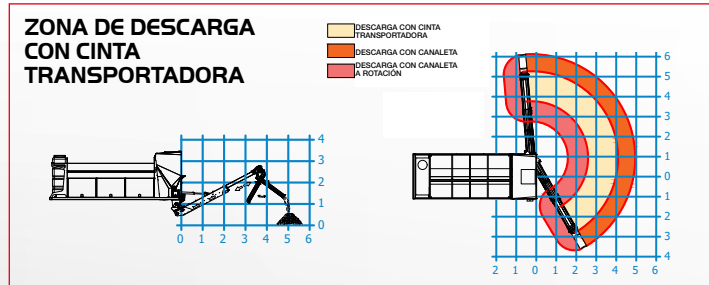 ZONA DE DESCARGA
CON CINTA
TRANSPORTADORA
DESCARGA CON CINTA
TRANSPORTADORA
DESCARGA CON CANALETA
DESCARGA CON CANALETA
A ROTACIÓN
4
3
2
1
0
0 1 2 3 4 5 6
6
5
4
3
2
1
0
1
2
3
4
2 1 0 1 2 3 4 5 6